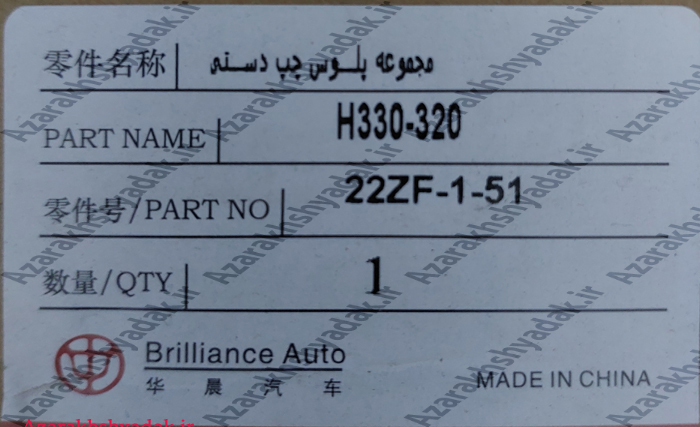 零件名称 مجموعه پلوس چپ دستی
PART NAME H330-320
零件号/PART NO 22ZF-1-51
数量/QTY 1
Brilliance Auto
华晨汽车
MADE IN CHINA
Azarakhshyadak.ir